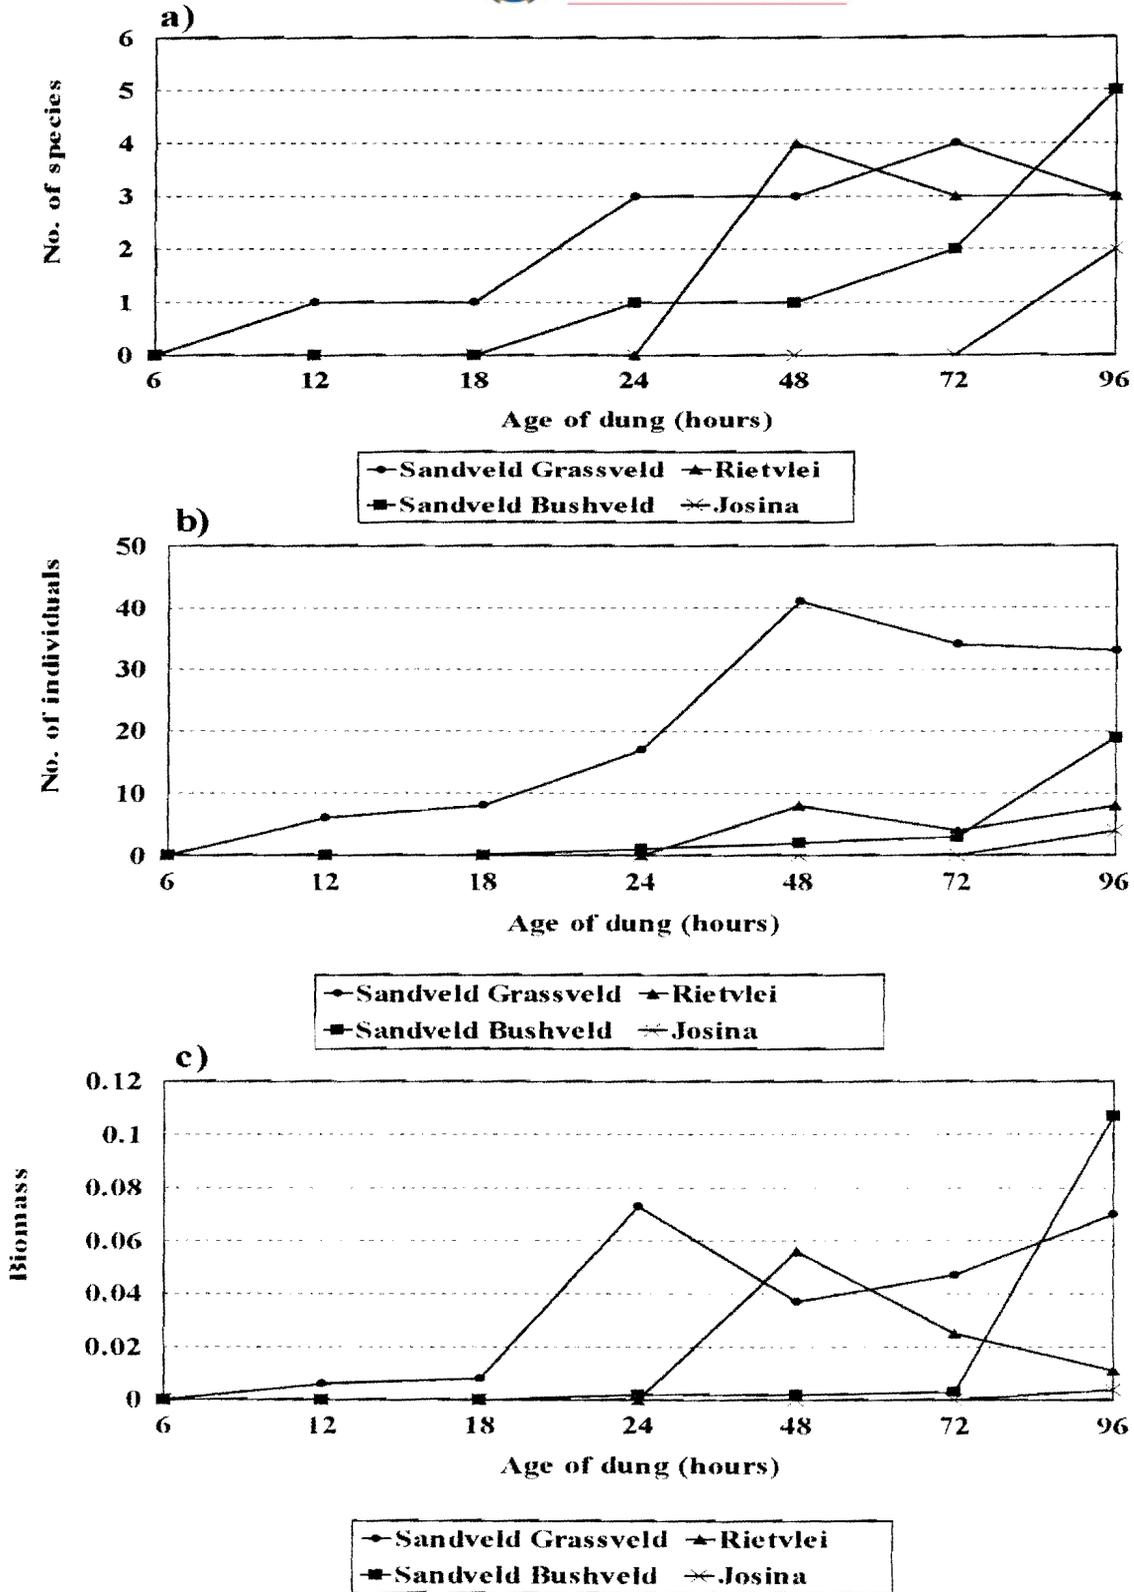 a)
No. of species
6
5
4
3
2
1
0
6 12 18 24 48 72 96
Age of dung (hours)
Sandveld Grassveld Rietvlei
Sandveld Bushveld Josina
b)
No. of individuals
50
40
30
20
10
0
6 12 18 24 48 72 96
Age of dung (hours)
Sandveld Grassveld Rietvlei
Sandveld Bushveld Josina
c)
Biomass
0.12
0.1
0.08
0.06
0.04
0.02
0
6 12 18 24 48 72 96
Age of dung (hours)
Sandveld Grassveld Rietvlei
Sandveld Bushveld Josina